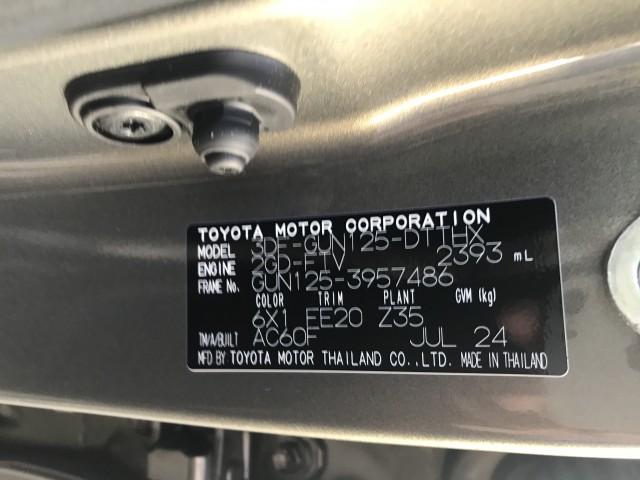 TOYOTA MOTOR CORPORATION
MODEL 3DF-GUN125-DTTHX
ENGINE 2GD-FTV 2393 mL
FRAME No. GUN125-3957486
COLOR TRIM PLANT GVM (kg)
6X1 FE20 Z35
TM/A/BUILT AC60F JUL 24
MFG BY TOYOTA MOTOR THAILAND CO.,LTD. MADE IN THAILAND